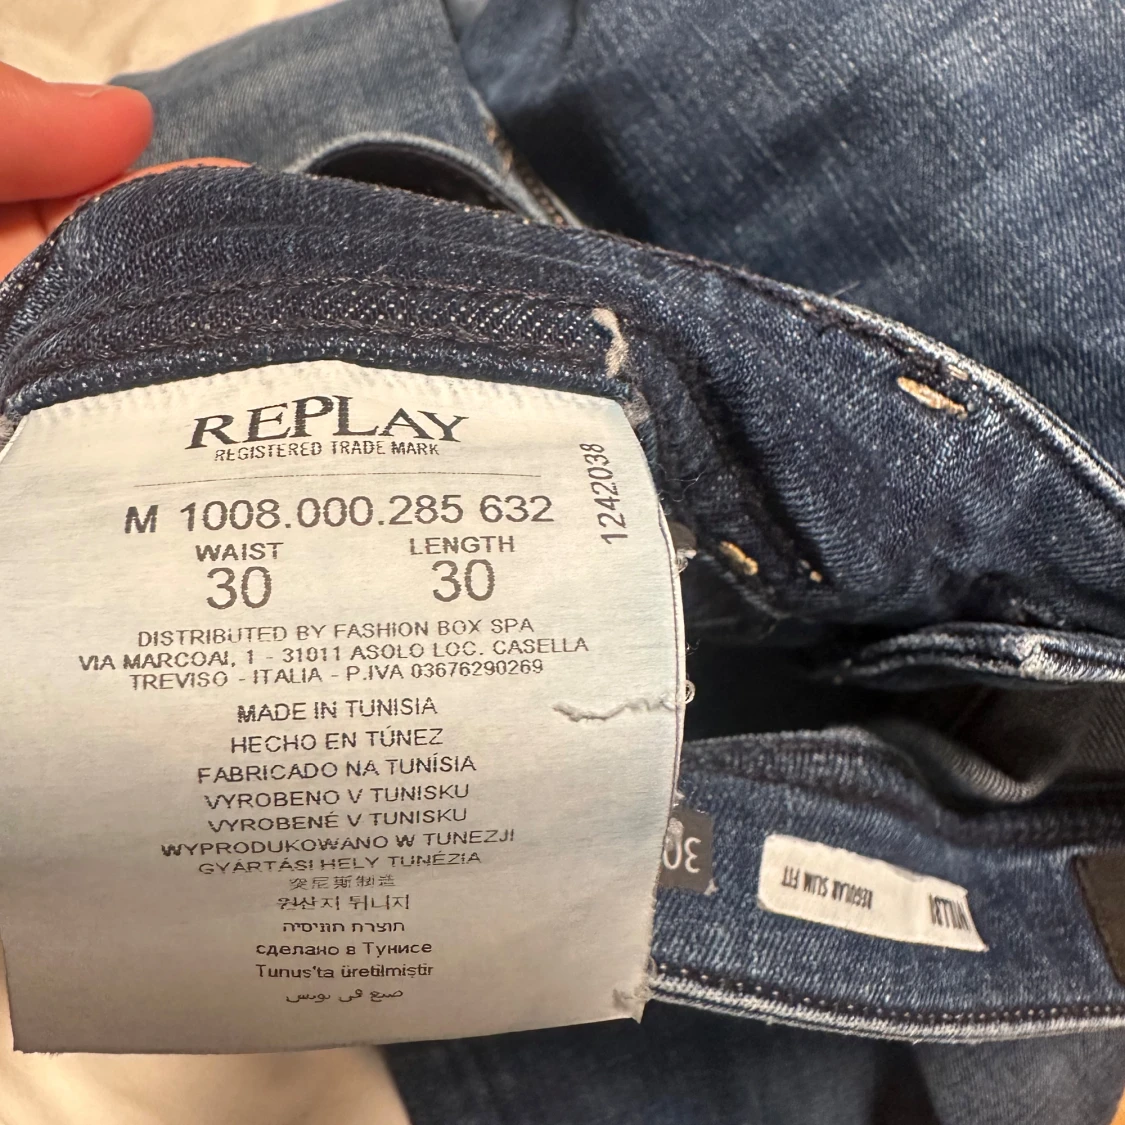 REPLAY
REGISTERED TRADE MARK
1242038
M 1008.000.285 632
WAIST LENGTH
30 30
DISTRIBUTED BY FASHION BOX SPA
VIA MARCOAI, 1 - 31011 ASOLO LOC. CASELLA
TREVISO - ITALIA - P.IVA 03676290269
MADE IN TUNISIA
HECHO EN TÚNEZ
FABRICADO NA TUNÍSIA
VYROBENO V TUNISKU
VYROBENÉ V TUNISKU
WYPRODUKOWANO W TUNEZJI
GYÁRTÁSI HELY TUNÉZIA
突尼斯制造
원산지 튀니지
תוצרת תוניסיה
сделано в Тунисе
Tunus'ta üretilmiştir
صنع في تونس
30
WILLBI
REGULAR SLIM FIT